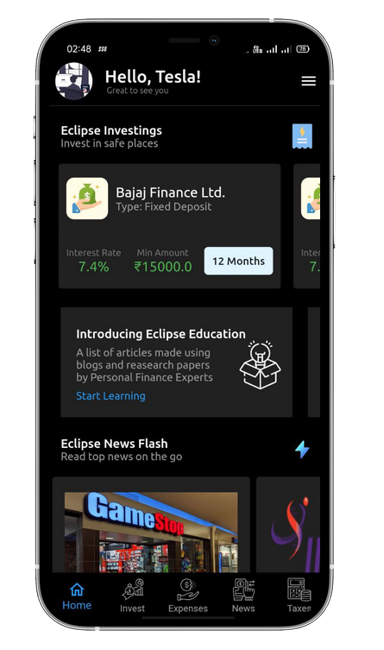 02:48
78
Hello, Tesla!
Great to see you
Eclipse Investings
Invest in safe places
Bajaj Finance Ltd.
Type: Fixed Deposit
Interest Rate
Min Amount
7.4%
₹15000.0
12 Months
Inter
7.
Introducing Eclipse Education
A list of articles made using
blogs and reasearch papers
by Personal Finance Experts
Start Learning
Eclipse News Flash
Read top news on the go
GameStop
Home
Invest
Expenses
News
Taxes